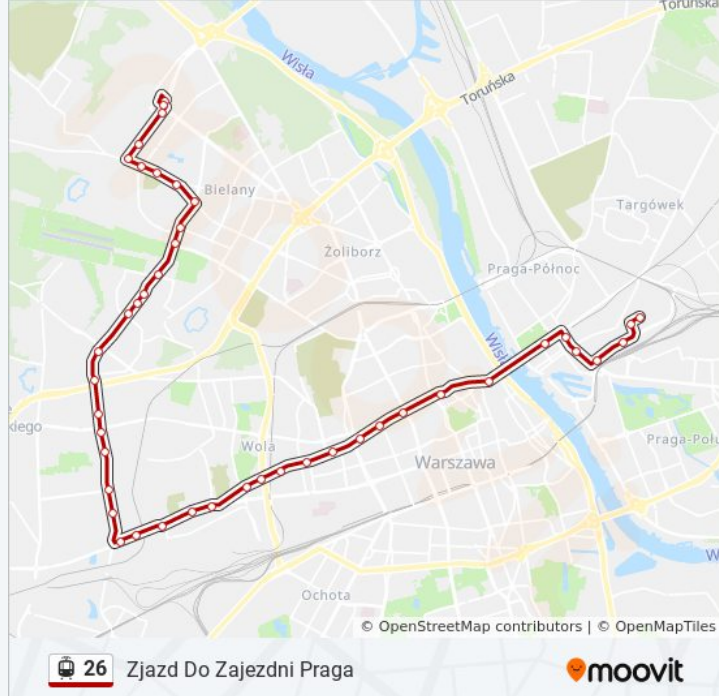 Toruńska
Wisła
Toruńska
Bielany
Targówek
Żoliborz
Praga-Północ
Wisła
kiego
Wola
Praga-Połu
Warszawa
W
Ochota
© OpenStreetMap contributors | © OpenMapTiles
26 Zjazd Do Zajezdni Praga
moovit